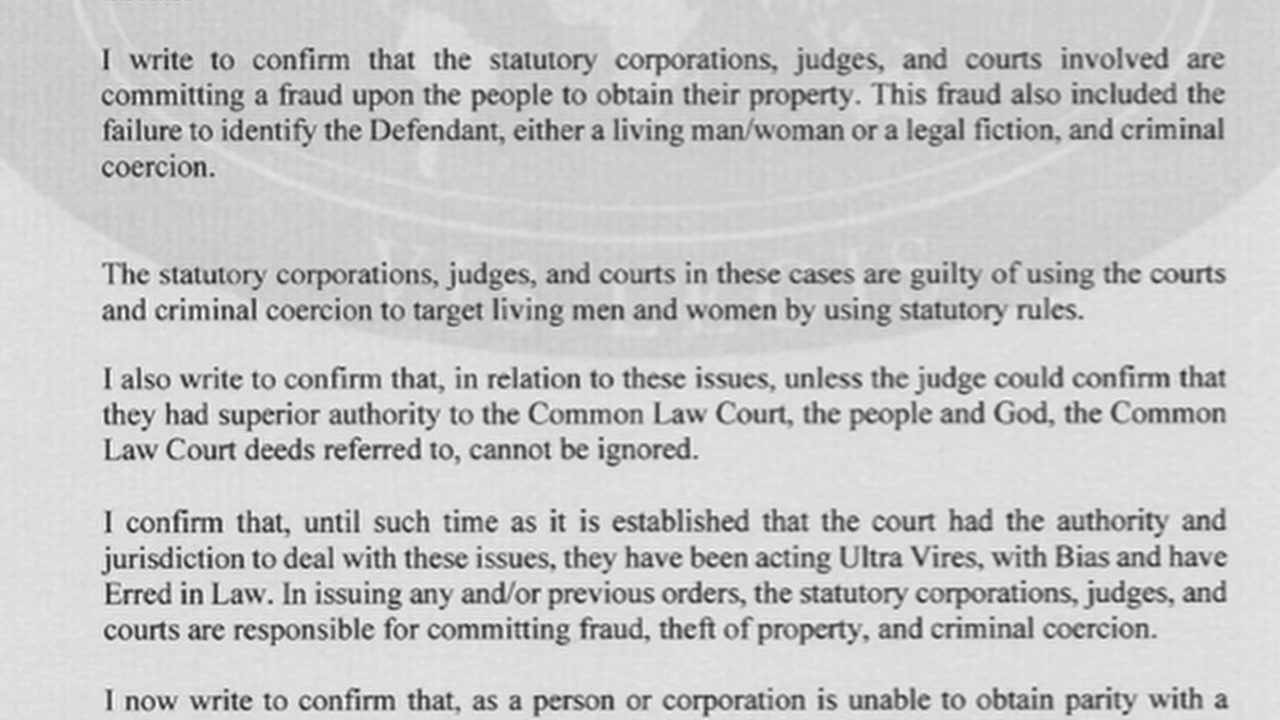 I write to confirm that the statutory corporations, judges, and courts involved are
committing a fraud upon the people to obtain their property. This fraud also included the
failure to identify the Defendant, either a living man/woman or a legal fiction, and criminal
coercion.
The statutory corporations, judges, and courts in these cases are guilty of using the courts
and criminal coercion to target living men and women by using statutory rules.
I also write to confirm that, in relation to these issues, unless the judge could confirm that
they had superior authority to the Common Law Court, the people and God, the Common
Law Court deeds referred to, cannot be ignored.
I confirm that, until such time as it is established that the court had the authority and
jurisdiction to deal with these issues, they have been acting Ultra Vires, with Bias and have
Erred in Law. In issuing any and/or previous orders, the statutory corporations, judges, and
courts are responsible for committing fraud, theft of property, and criminal coercion.
I now write to confirm that, as a person or corporation is unable to obtain parity with a